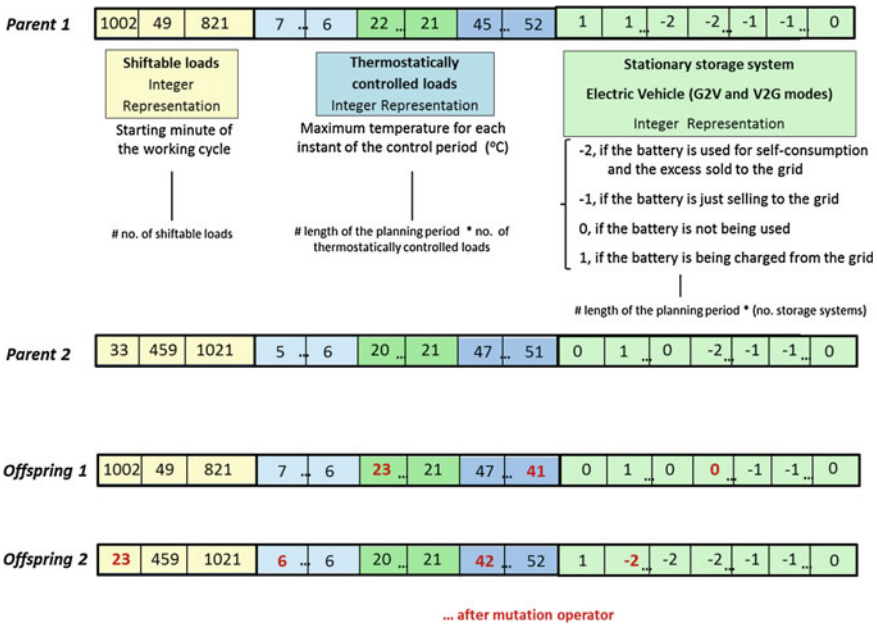 Parent 1 1002 49 821 7 ... 6 22 ... 21 45 ... 52 1 1 ... -2 -2 ... -1 -1 ... 0
Shiftable loads
Integer
Representation
Starting minute of
the working cycle
# no. of shiftable loads
Thermostatically
controlled loads
Integer Representation
Maximum temperature for each
instant of the control period (°C)
# length of the planning period * no. of
thermostatically controlled loads
Stationary storage system
Electric Vehicle (G2V and V2G modes)
Integer Representation
-2, if the battery is used for self-consumption
and the excess sold to the grid
-1, if the battery is just selling to the grid
0, if the battery is not being used
1, if the battery is being charged from the grid
# length of the planning period * (no. storage systems)
Parent 2 33 459 1021 5 ... 6 20 ... 21 47 ... 51 0 1 ... 0 -2 ... -1 -1 ... 0
Offspring 1 1002 49 821 7 ... 6 23 ... 21 47 ... 41 0 1 ... 0 0 ... -1 -1 ... 0
Offspring 2 23 459 1021 6 ... 6 20 ... 21 42 ... 52 1 -2 ... -2 -2 ... -1 -1 ... 0
... after mutation operator